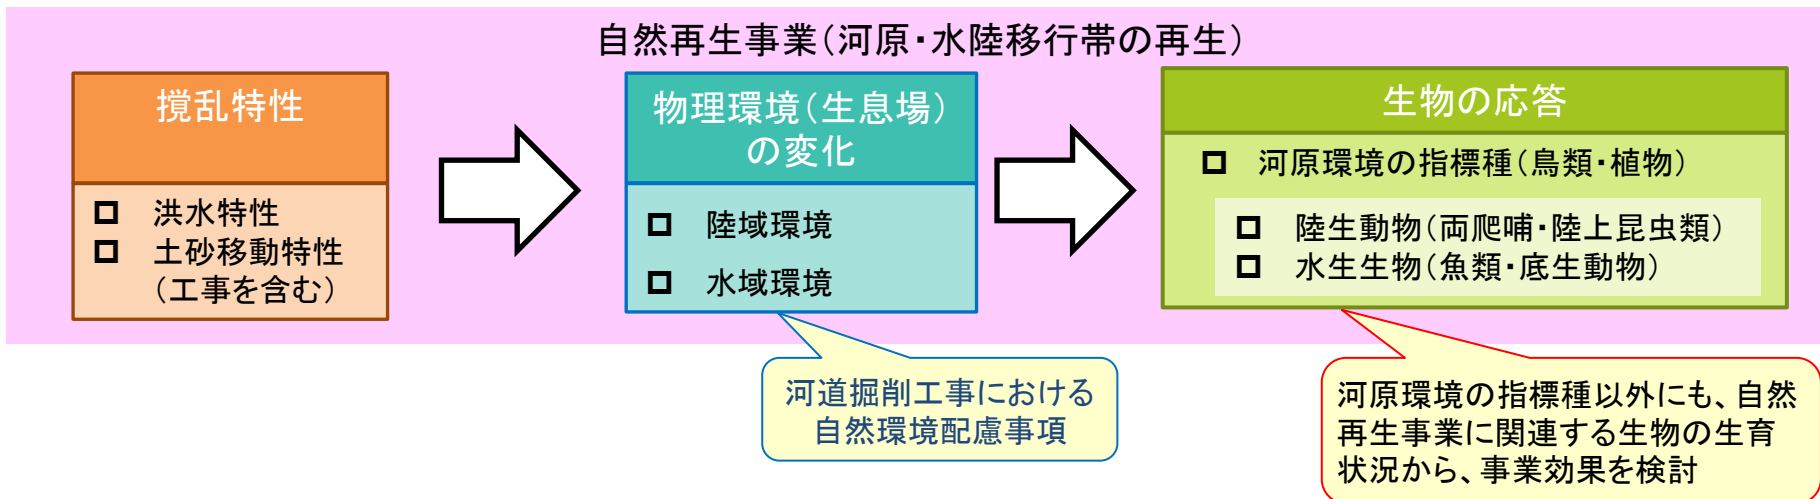 自然再生事業(河原・水陸移行帯の再生)
撹乱特性
洪水特性
土砂移動特性
(工事を含む)
物理環境(生息場)
の変化
陸域環境
水域環境
生物の応答
河原環境の指標種(鳥類・植物)
陸生動物(両爬哺・陸上昆虫類)
水生生物(魚類・底生動物)
河道掘削工事における
自然環境配慮事項
河原環境の指標種以外にも、自然
再生事業に関連する生物の生育
状況から、事業効果を検討